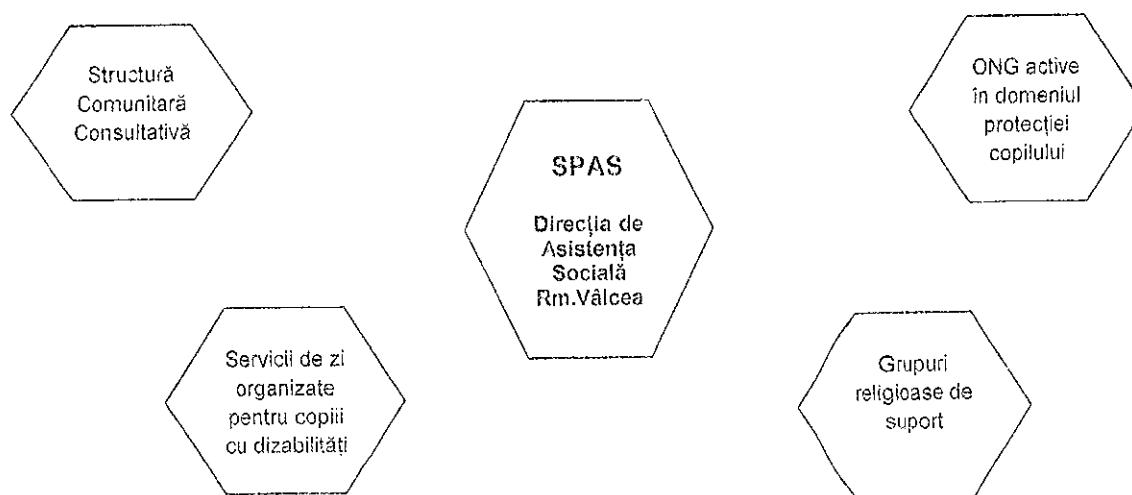 Structură
Comunitară
Consultativă
ONG active
în domeniul
protecției
copilului
SPAS
Direcția de
Asistența
Socială
Rm.Vâlcea
Servicii de zi
organizate
pentru copiii
cu dizabilități
Grupuri
religioase de
suport